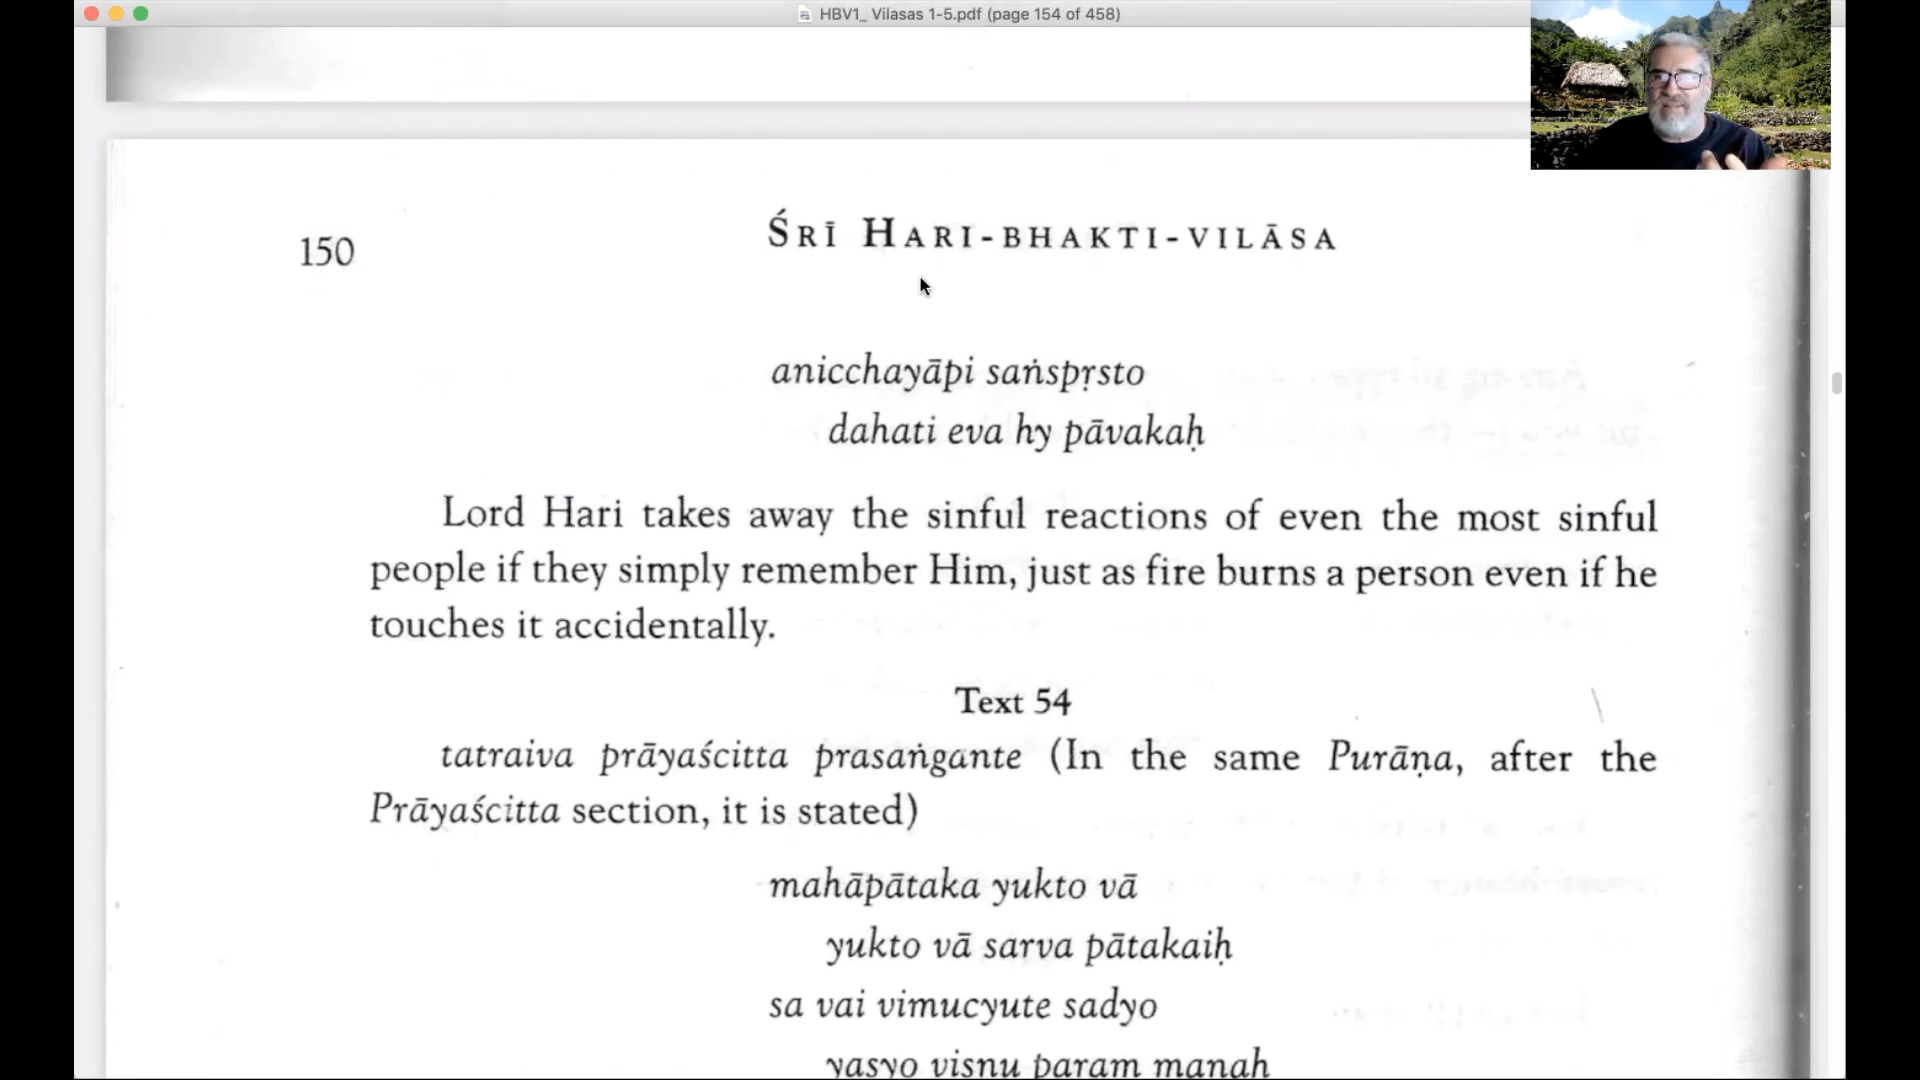 HBV1_ Vilasas 1-5.pdf (page 154 of 458)
150
ŚRĪ HARI-BHAKTI-VILĀSA
anicchayāpi saṅspṛsto
dahati eva hy pāvakaḥ
Lord Hari takes away the sinful reactions of even the most sinful
people if they simply remember Him, just as fire burns a person even if he
touches it accidentally.
Text 54
tatraiva prāyaścitta prasaṅgante (In the same Purāṇa, after the
Prāyaścitta section, it is stated)
mahāpātaka yukto vā
yukto vā sarva pātakaiḥ
sa vai vimucyute sadyo
yasyo visnu param manah